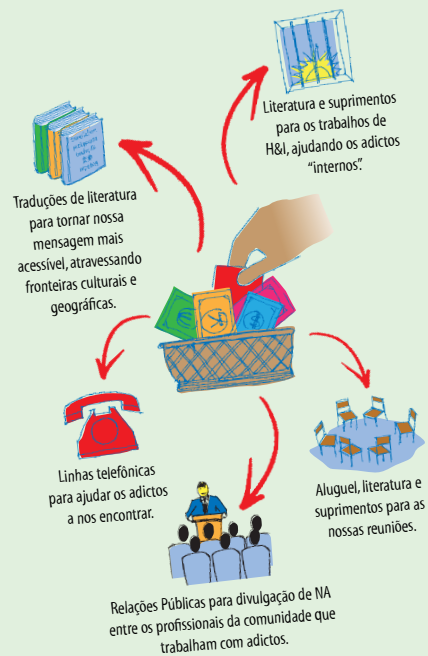 Literatura e suprimentos
para os trabalhos de
H&I, ajudando os adictos
“internos”.
Traduções de literatura
para tornar nossa
mensagem mais
acessível, atravessando
fronteiras culturais e
geográficas.
Linhas telefônicas
para ajudar os adictos
a nos encontrar.
Aluguel, literatura e
suprimentos para as
nossas reuniões.
Relações Públicas para divulgação de NA
entre os profissionais da comunidade que
trabalham com adictos.